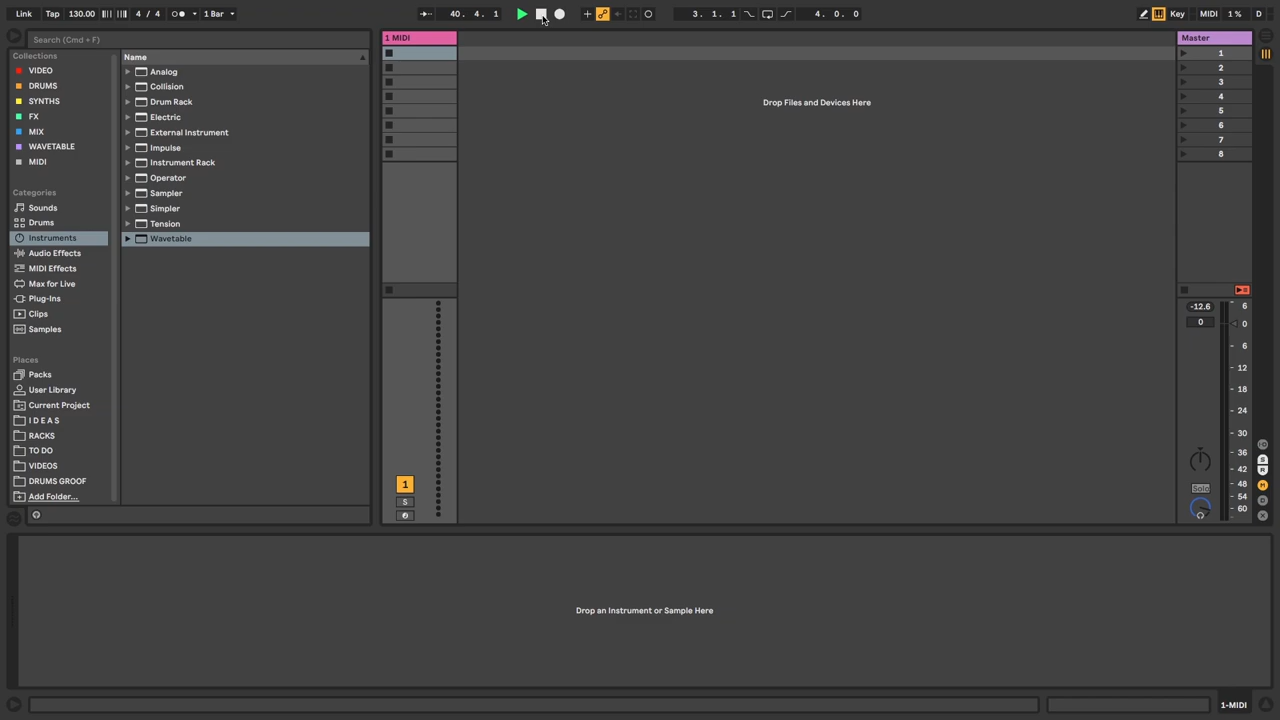 Link Tap 130.00 4 / 4 1 Bar 40. 4. 1 3. 1. 1 4. 0. 0 Key MIDI 1 % D
Search (Cmd + F)
Collections
VIDEO
DRUMS
SYNTHS
FX
MIX
WAVETABLE
MIDI
Categories
Sounds
Drums
Instruments
Audio Effects
MIDI Effects
Max for Live
Plug-Ins
Clips
Samples
Places
Packs
User Library
Current Project
I D E A S
RACKS
TO DO
VIDEOS
DRUMS GROOF
Add Folder...
Name
Analog
Collision
Drum Rack
Electric
External Instrument
Impulse
Instrument Rack
Operator
Sampler
Simpler
Tension
Wavetable
1 MIDI
1
S
Drop Files and Devices Here
Master
1
2
3
4
5
6
7
8
-12.6 6
0 0
6
12
18
24
30
36
42
Solo 48
54
60
S
R
M
D
X
Drop an Instrument or Sample Here
1-MIDI